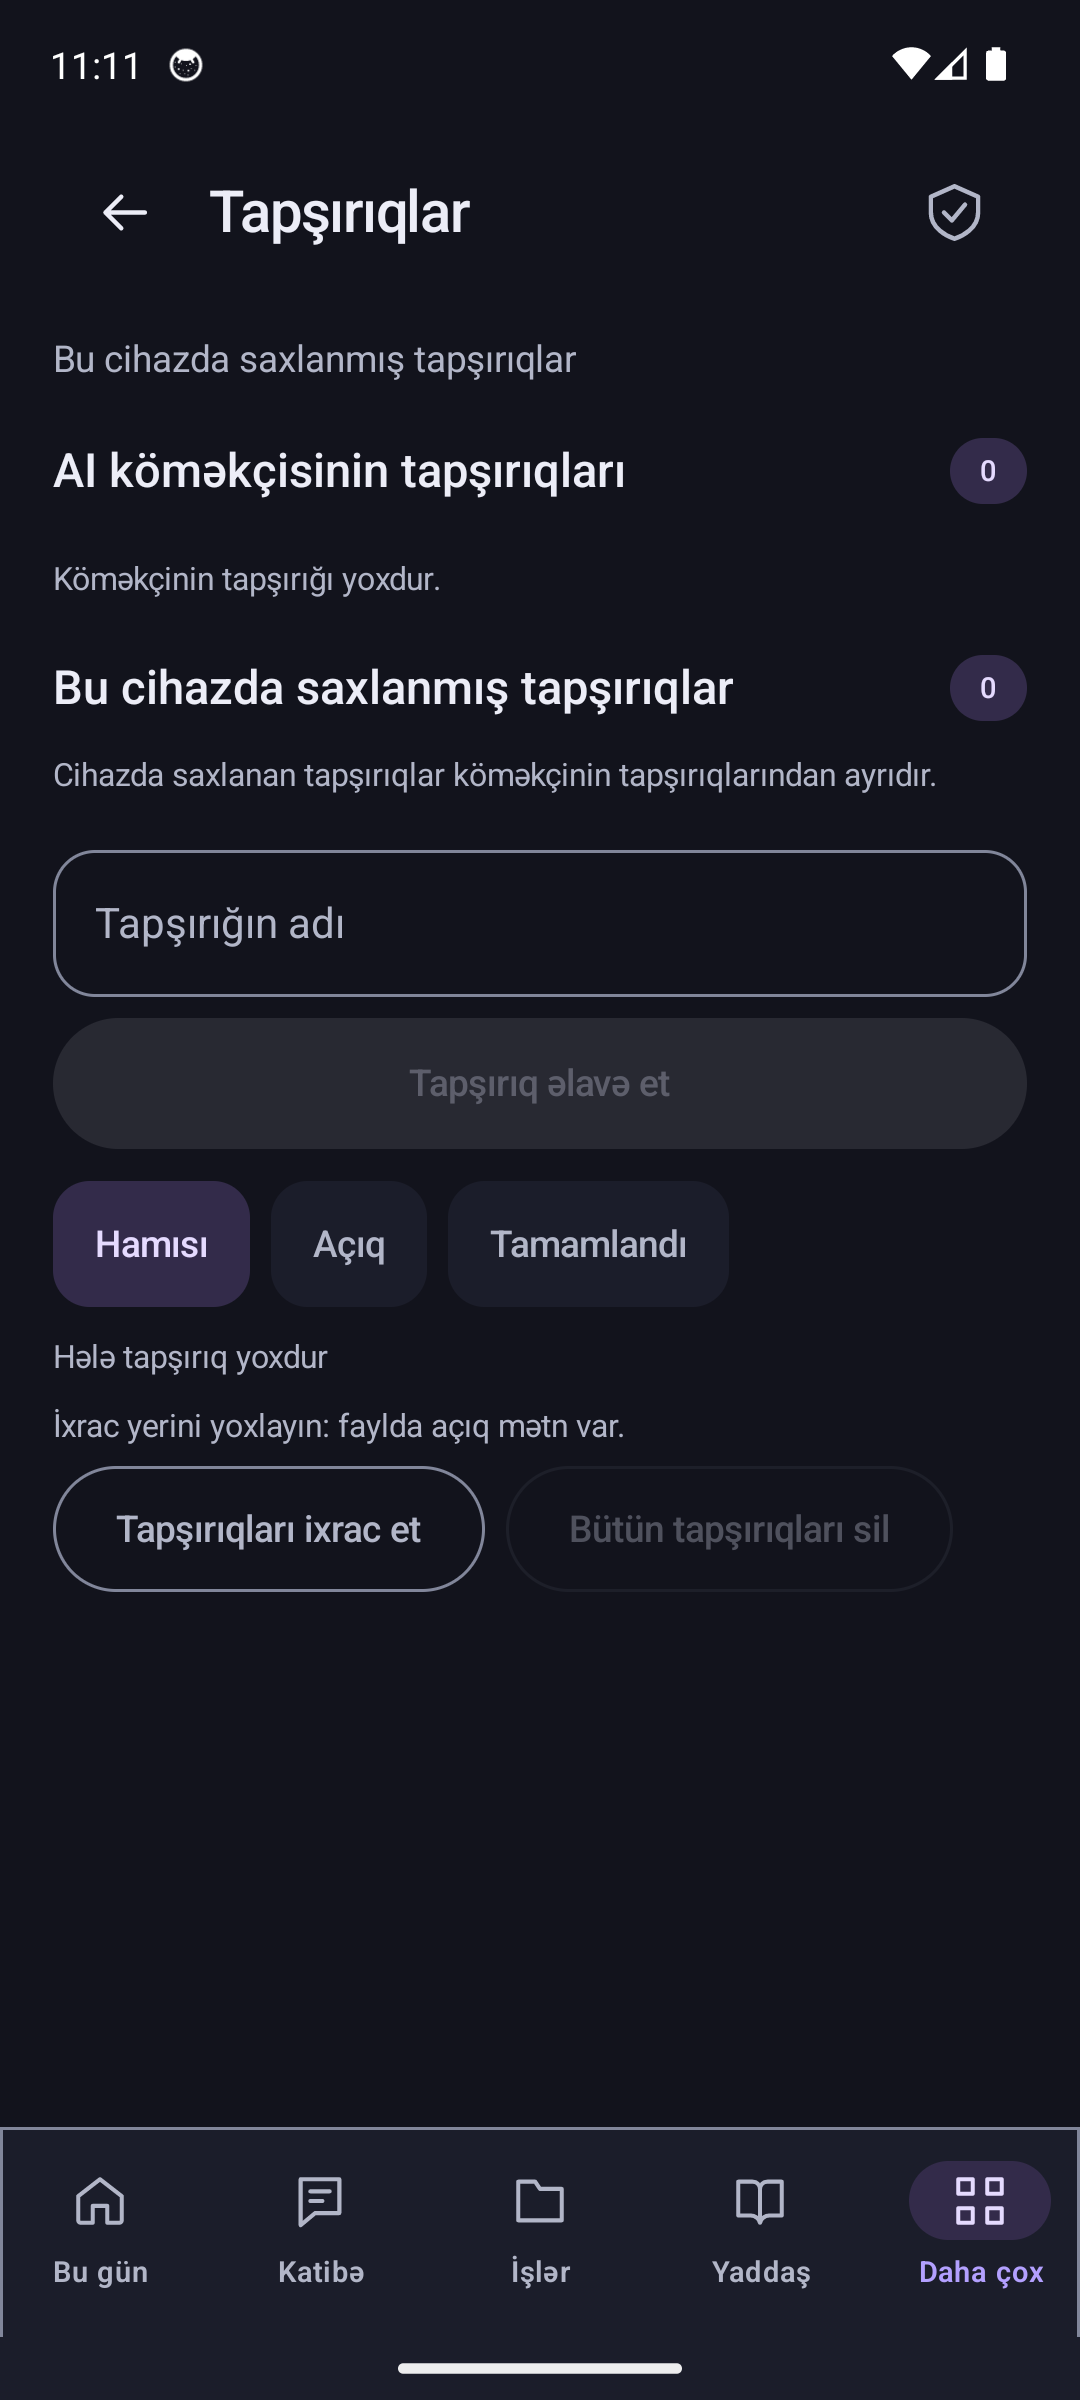 11:11
Tapşırıqlar
Bu cihazda saxlanmış tapşırıqlar
AI köməkçisinin tapşırıqları
0
Köməkçinin tapşırığı yoxdur.
Bu cihazda saxlanmış tapşırıqlar
0
Cihazda saxlanan tapşırıqlar köməkçinin tapşırıqlarından ayrıdır.
Tapşırığın adı
Tapşırıq əlavə et
Hamısı
Açıq
Tamamlandı
Hələ tapşırıq yoxdur
İxrac yerini yoxlayın: faylda açıq mətn var.
Tapşırıqları ixrac et
Bütün tapşırıqları sil
Bu gün
Katibə
İşlər
Yaddaş
Daha çox